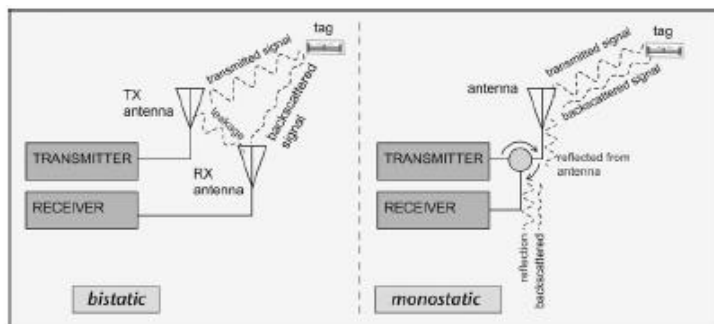 tag
transmitted signal
TX
antenna
leakage
backscattered
signal
TRANSMITTER
RX
antenna
RECEIVER
bistatic
tag
transmitted signal
antenna
backscattered signal
TRANSMITTER
reflected from
antenna
RECEIVER
reflection
backscattered
monostatic